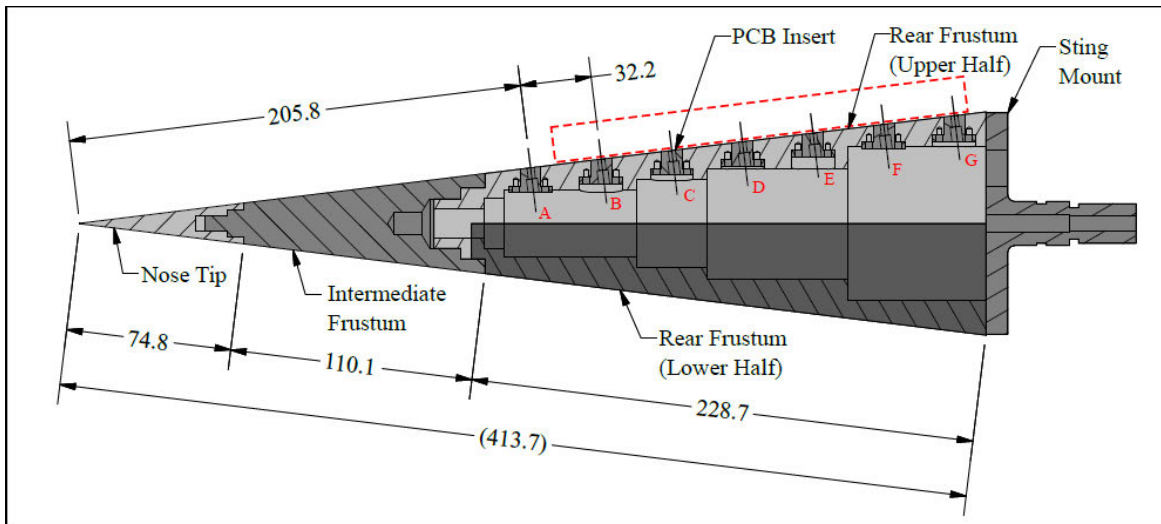 PCB Insert
Rear Frustum
(Upper Half)
Sting
Mount
32.2
205.8
A
B
C
D
E
F
G
Nose Tip
Intermediate
Frustum
Rear Frustum
(Lower Half)
74.8
110.1
228.7
(413.7)